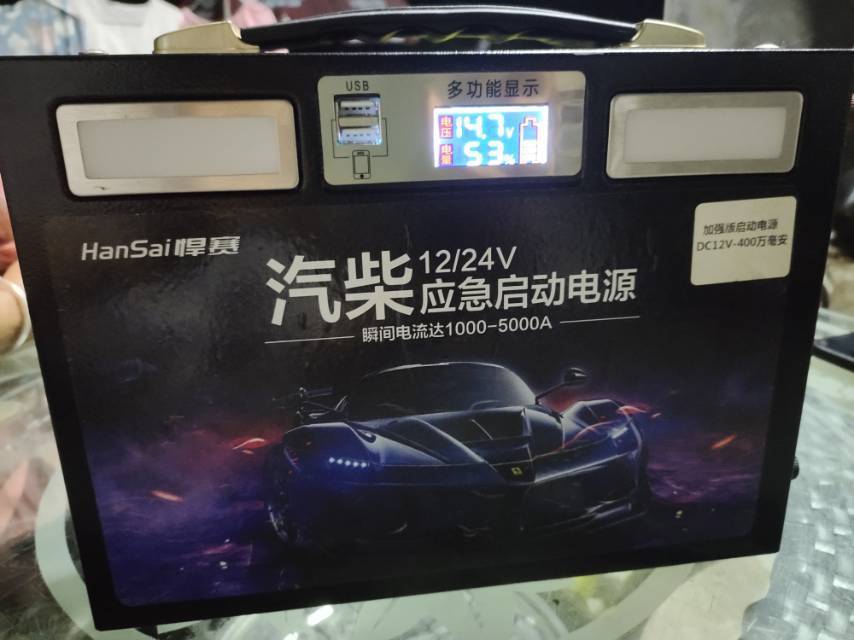 USB
多功能显示
电压 14.7V
电量 53%
HanSai悍赛
加强版启动电源
DC12V-400万毫安
汽柴 12/24V
应急启动电源
瞬间电流达1000-5000A